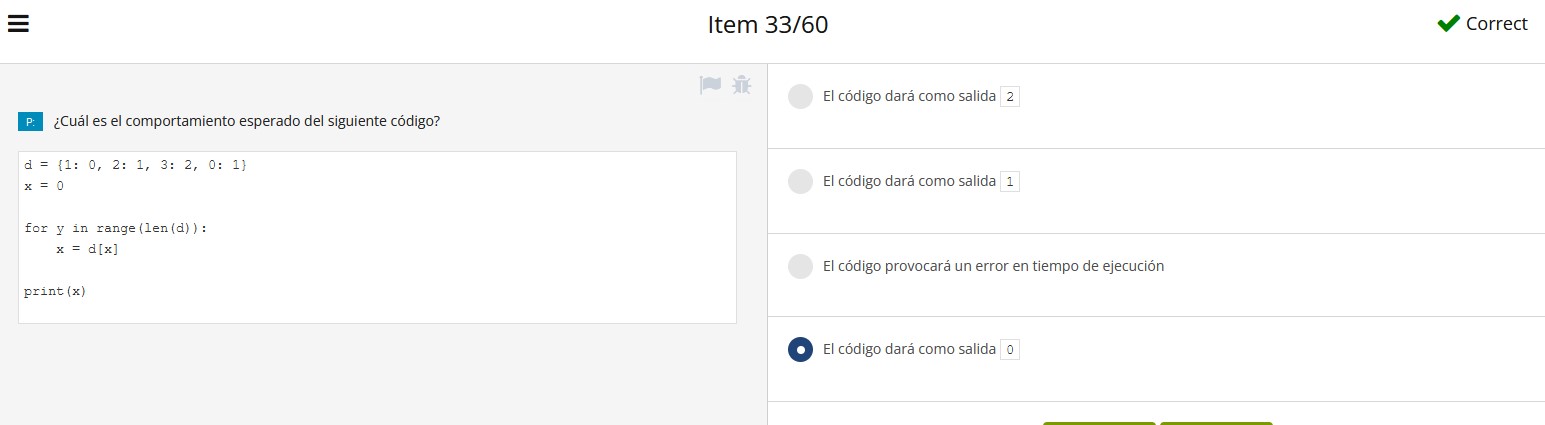 Item 33/60
Correct
P: ¿Cuál es el comportamiento esperado del siguiente código?
d = {1: 0, 2: 1, 3: 2, 0: 1}
x = 0
for y in range(len(d)):
    x = d[x]
print(x)
El código dará como salida 2
El código dará como salida 1
El código provocará un error en tiempo de ejecución
El código dará como salida 0